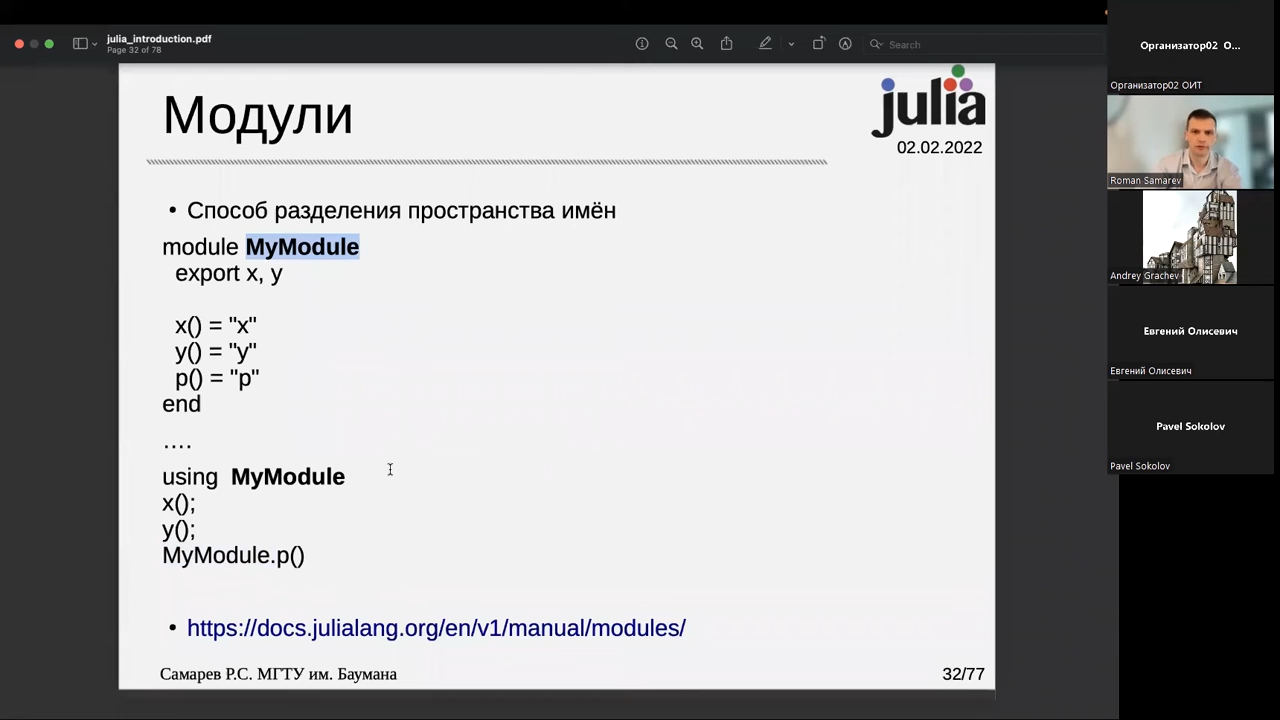 julia_introduction.pdf
Page 32 of 78
Search
Модули
julia
02.02.2022
• Способ разделения пространства имён
module MyModule
export x, y
x() = "x"
y() = "y"
p() = "p"
end
....
using MyModule
x();
y();
MyModule.p()
• https://docs.julialang.org/en/v1/manual/modules/
Самарев Р.С. МГТУ им. Баумана
32/77
Организатор02 О...
Организатор02 ОИТ
Roman Samarev
Andrey Grachev
Евгений Олисевич
Евгений Олисевич
Pavel Sokolov
Pavel Sokolov